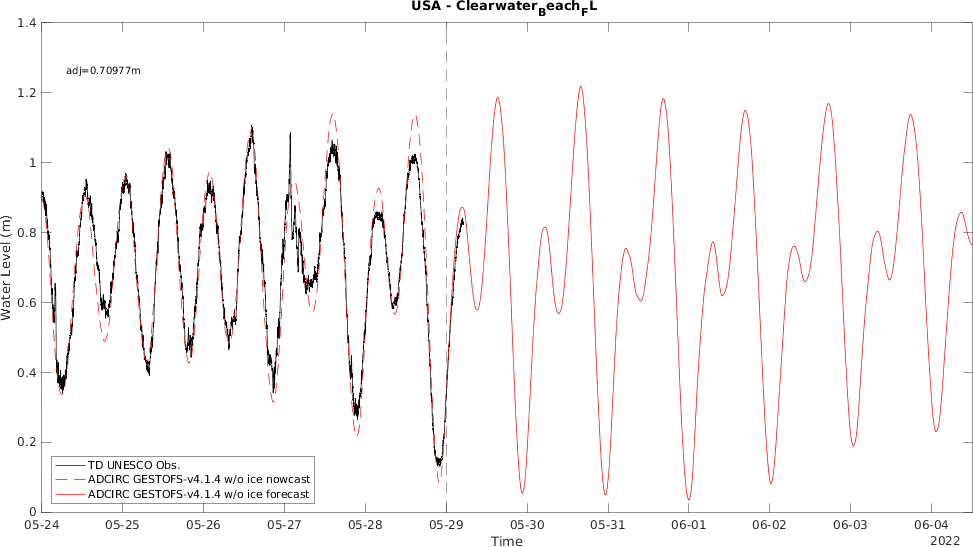 USA - Clearwater_Beach_FL
1.4
adj=0.70977m
1.2
1
0.8
0.6
0.4
0.2
0
Water Level (m)
TD UNESCO Obs.
ADCIRC GESTOFS-v4.1.4 w/o ice nowcast
ADCIRC GESTOFS-v4.1.4 w/o ice forecast
05-24 05-25 05-26 05-27 05-28 05-29 05-30 05-31 06-01 06-02 06-03 06-04
Time
2022